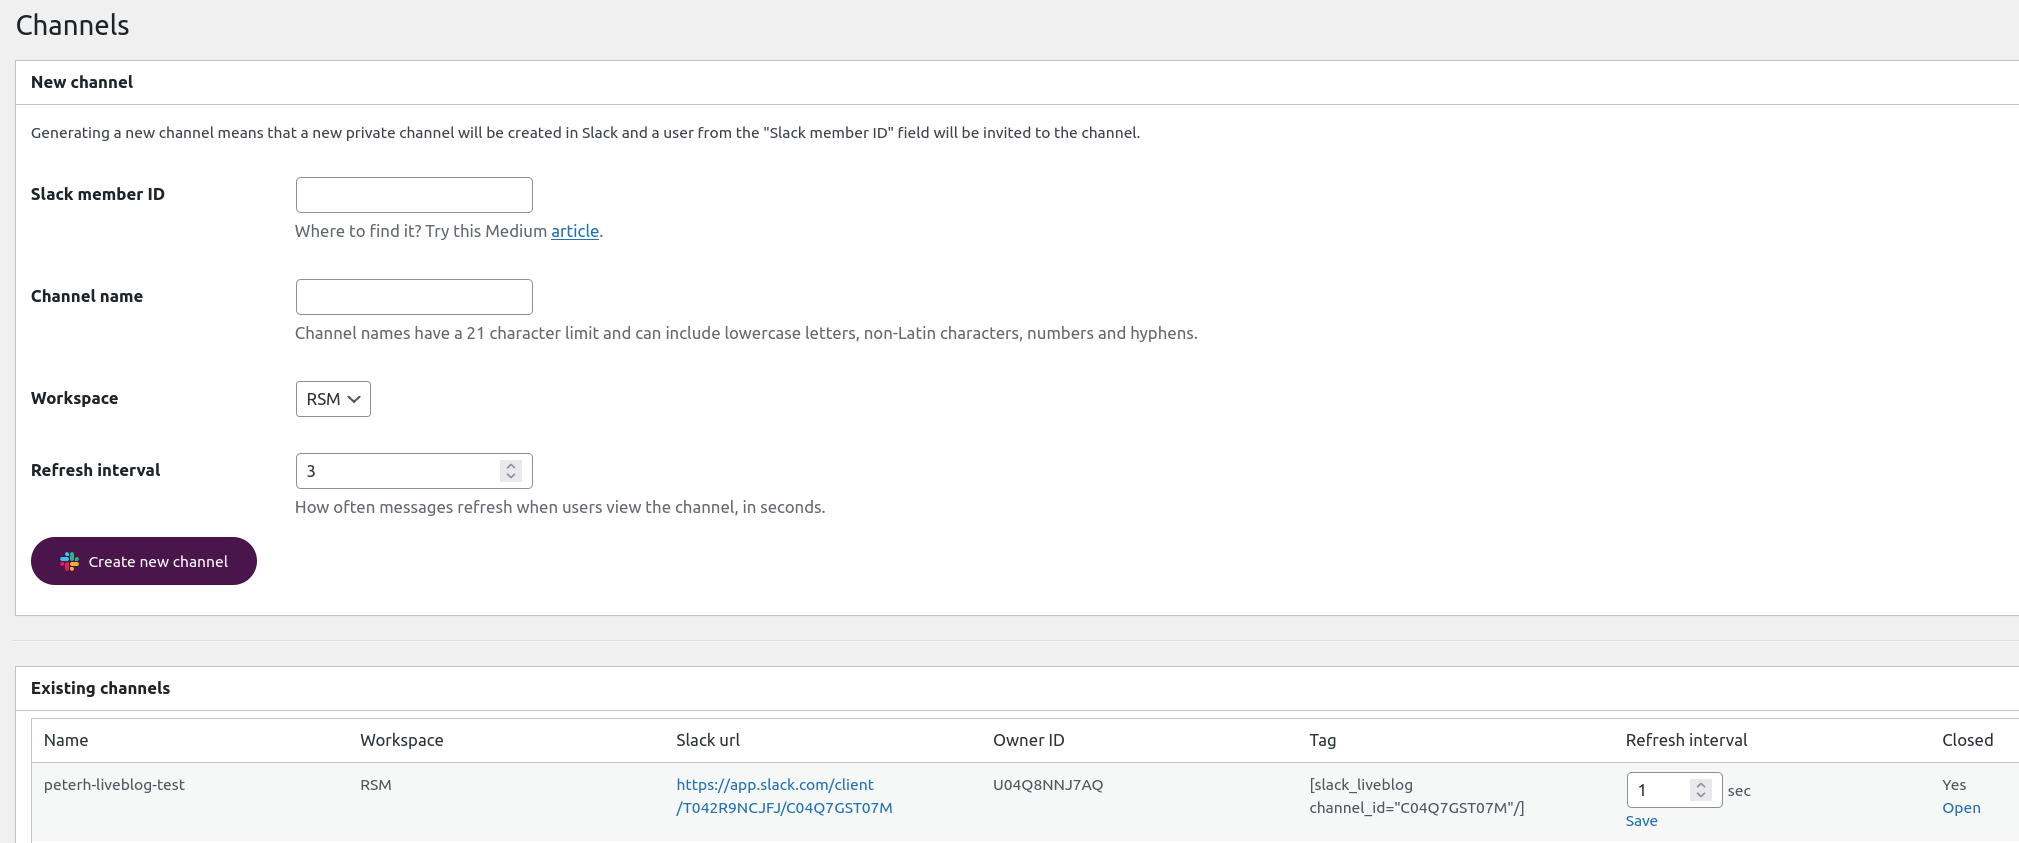 Channels
New channel
Generating a new channel means that a new private channel will be created in Slack and a user from the "Slack member ID" field will be invited to the channel.
Slack member ID
Where to find it? Try this Medium article.
Channel name
Channel names have a 21 character limit and can include lowercase letters, non-Latin characters, numbers and hyphens.
Workspace
RSM
Refresh interval
3
How often messages refresh when users view the channel, in seconds.
Create new channel
Existing channels
Name Workspace Slack url Owner ID Tag Refresh interval Closed
peterh-liveblog-test RSM https://app.slack.com/client U04Q8NNJ7AQ [slack_liveblog 1 sec Yes
/T042R9NCJFJ/C04Q7GST07M channel_id="C04Q7GST07M"/] Open
Save